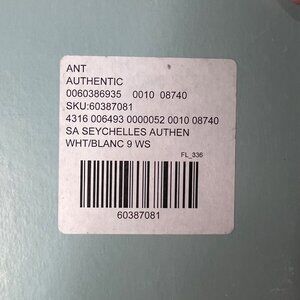 ANT
AUTHENTIC
0060386935 0010 08740
SKU:60387081
4316 006493 0000052 0010 08740
SA SEYCHELLES AUTHEN
WHT/BLANC 9 WS
FL_336
60387081